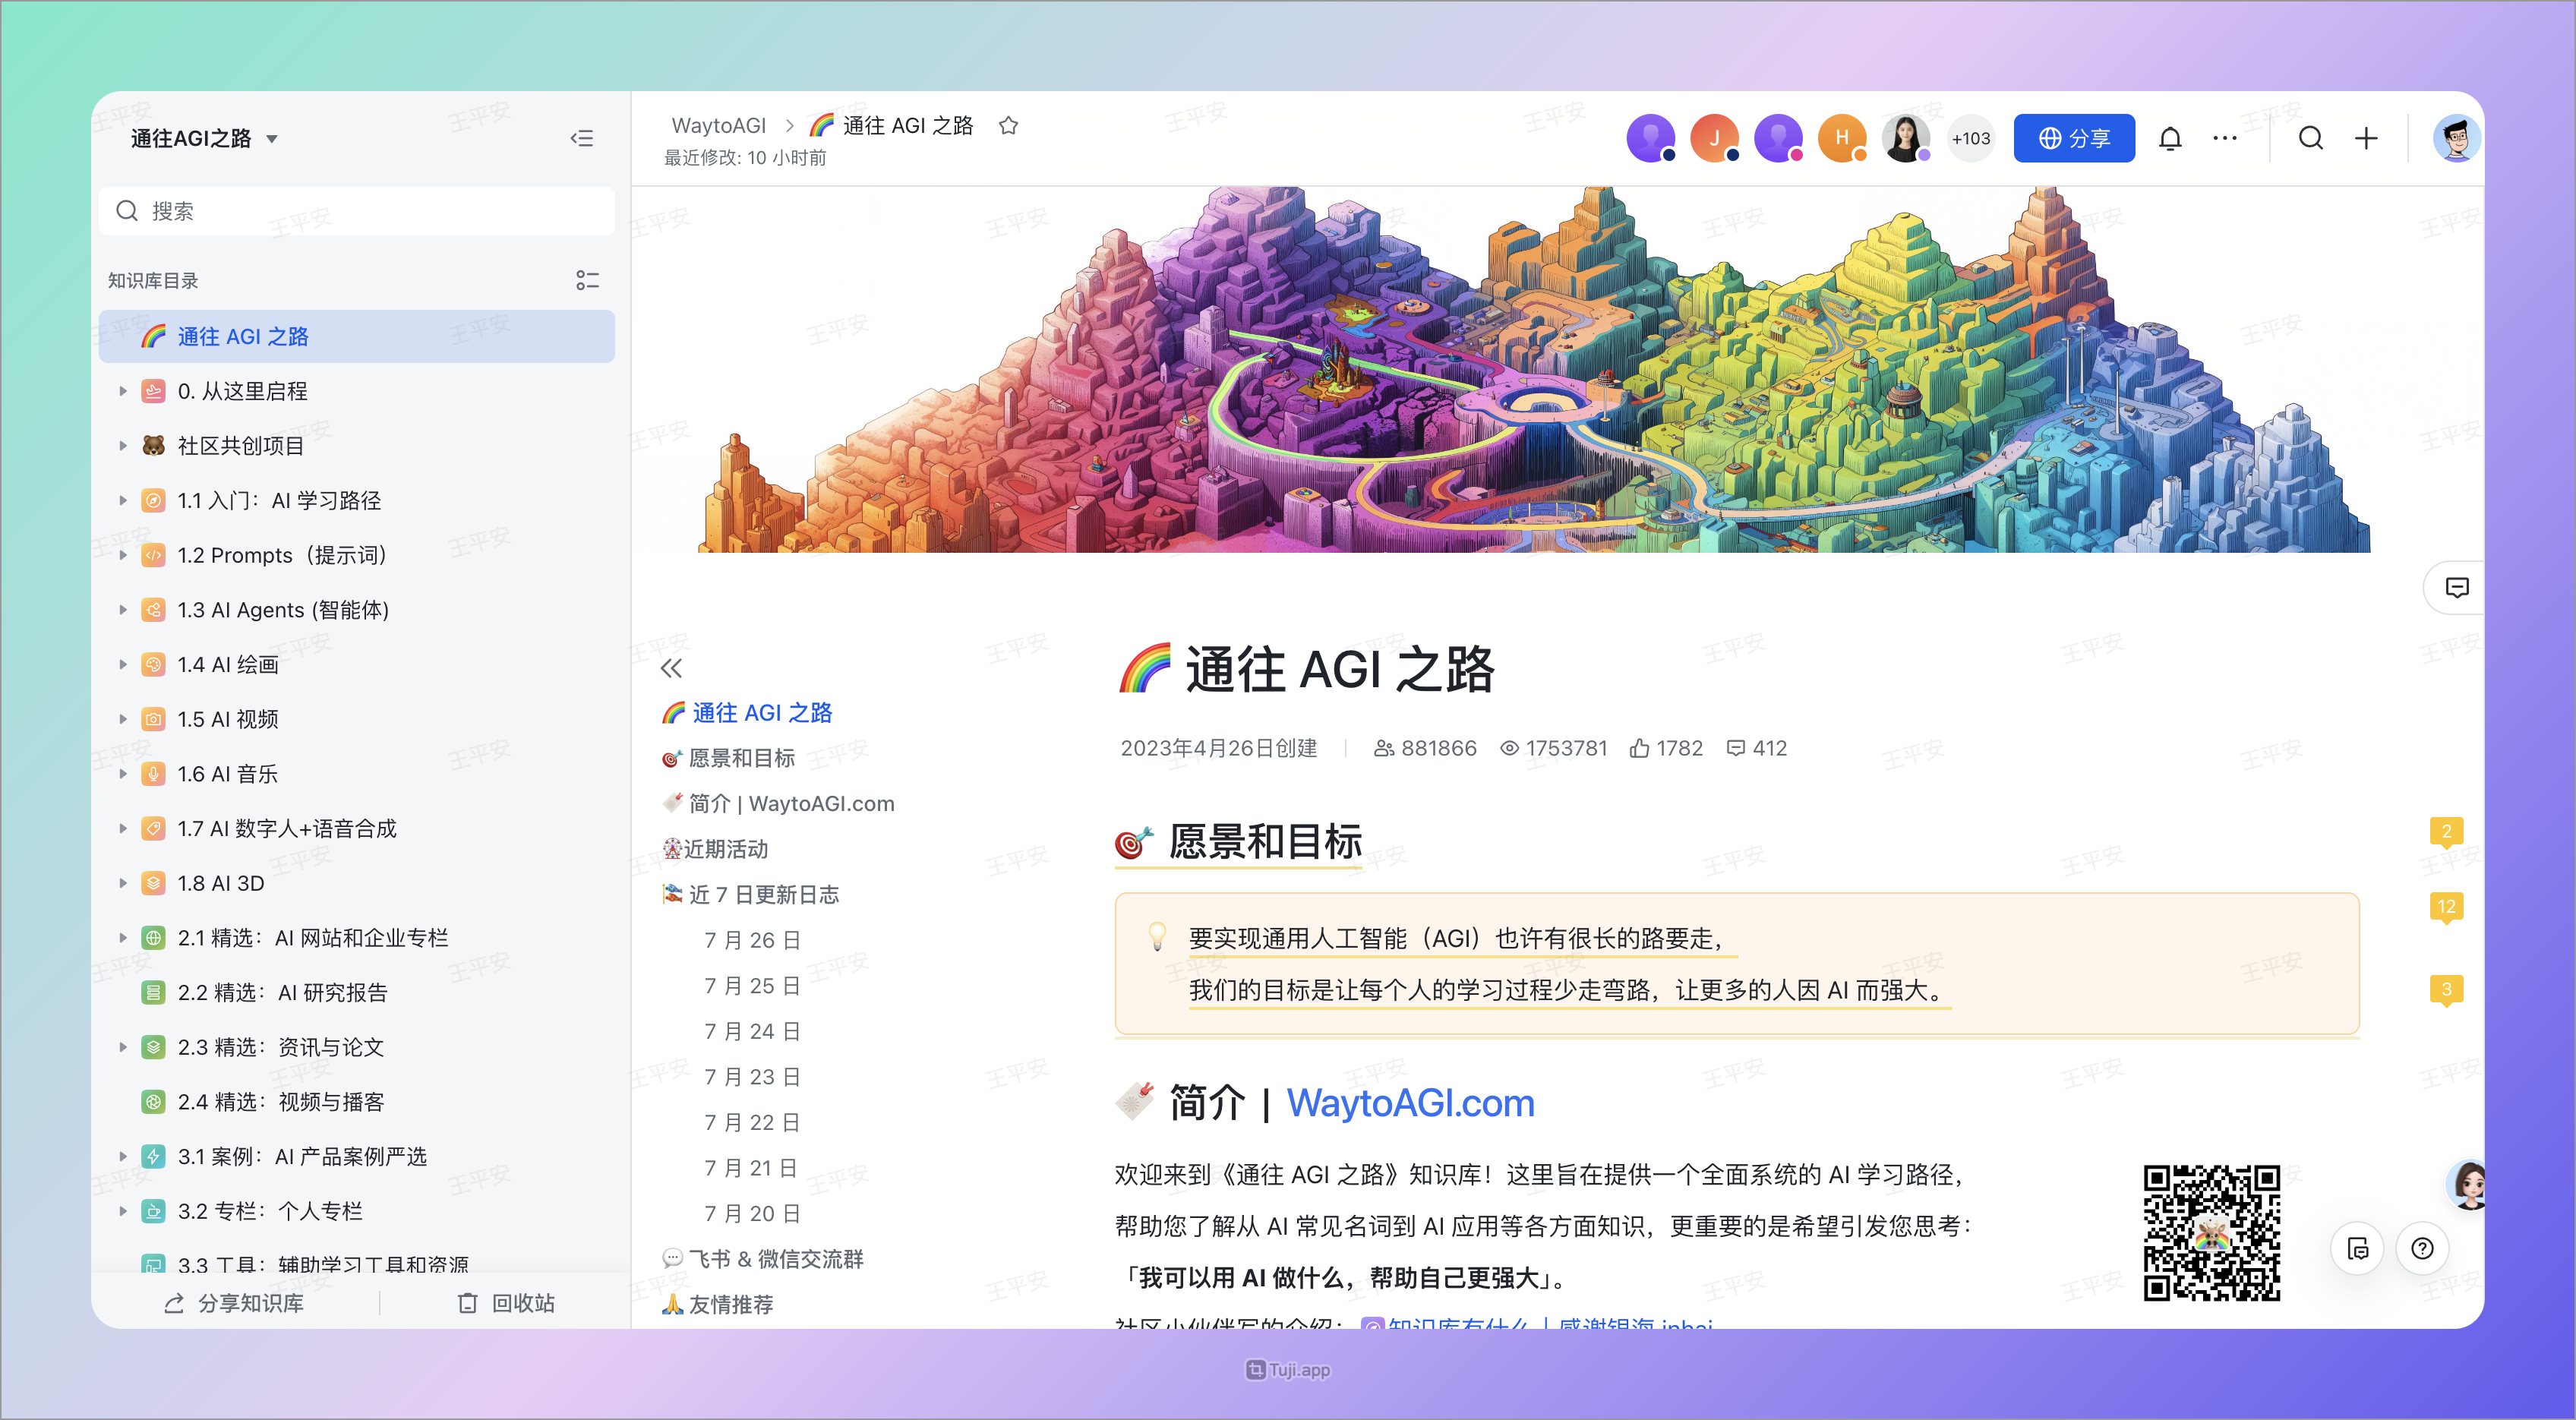 通往AGI之路
搜索
知识库目录
通往 AGI 之路
0. 从这里启程
社区共创项目
1.1 入门：AI 学习路径
1.2 Prompts（提示词）
1.3 AI Agents (智能体)
1.4 AI 绘画
1.5 AI 视频
1.6 AI 音乐
1.7 AI 数字人+语音合成
1.8 AI 3D
2.1 精选：AI 网站和企业专栏
2.2 精选：AI 研究报告
2.3 精选：资讯与论文
2.4 精选：视频与播客
3.1 案例：AI 产品案例严选
3.2 专栏：个人专栏
3.3 工具：辅助学习工具和资源
分享知识库
回收站
WaytoAGI > 通往 AGI 之路
最近修改: 10 小时前
J
H
+103
分享
通往 AGI 之路
愿景和目标
简介 | WaytoAGI.com
近期活动
近 7 日更新日志
7 月 26 日
7 月 25 日
7 月 24 日
7 月 23 日
7 月 22 日
7 月 21 日
7 月 20 日
飞书 & 微信交流群
友情推荐
通往 AGI 之路
2023年4月26日创建 881866 1753781 1782 412
愿景和目标
2
要实现通用人工智能（AGI）也许有很长的路要走，
12
我们的目标是让每个人的学习过程少走弯路，让更多的人因 AI 而强大。
3
简介 | WaytoAGI.com
欢迎来到《通往 AGI 之路》知识库！这里旨在提供一个全面系统的 AI 学习路径，
帮助您了解从 AI 常见名词到 AI 应用等各方面知识，更重要的是希望引发您思考：
「我可以用 AI 做什么，帮助自己更强大」。
社区小伙伴写的介绍：知识库有什么 | 感谢银海 inhai
王平安
Tuji.app